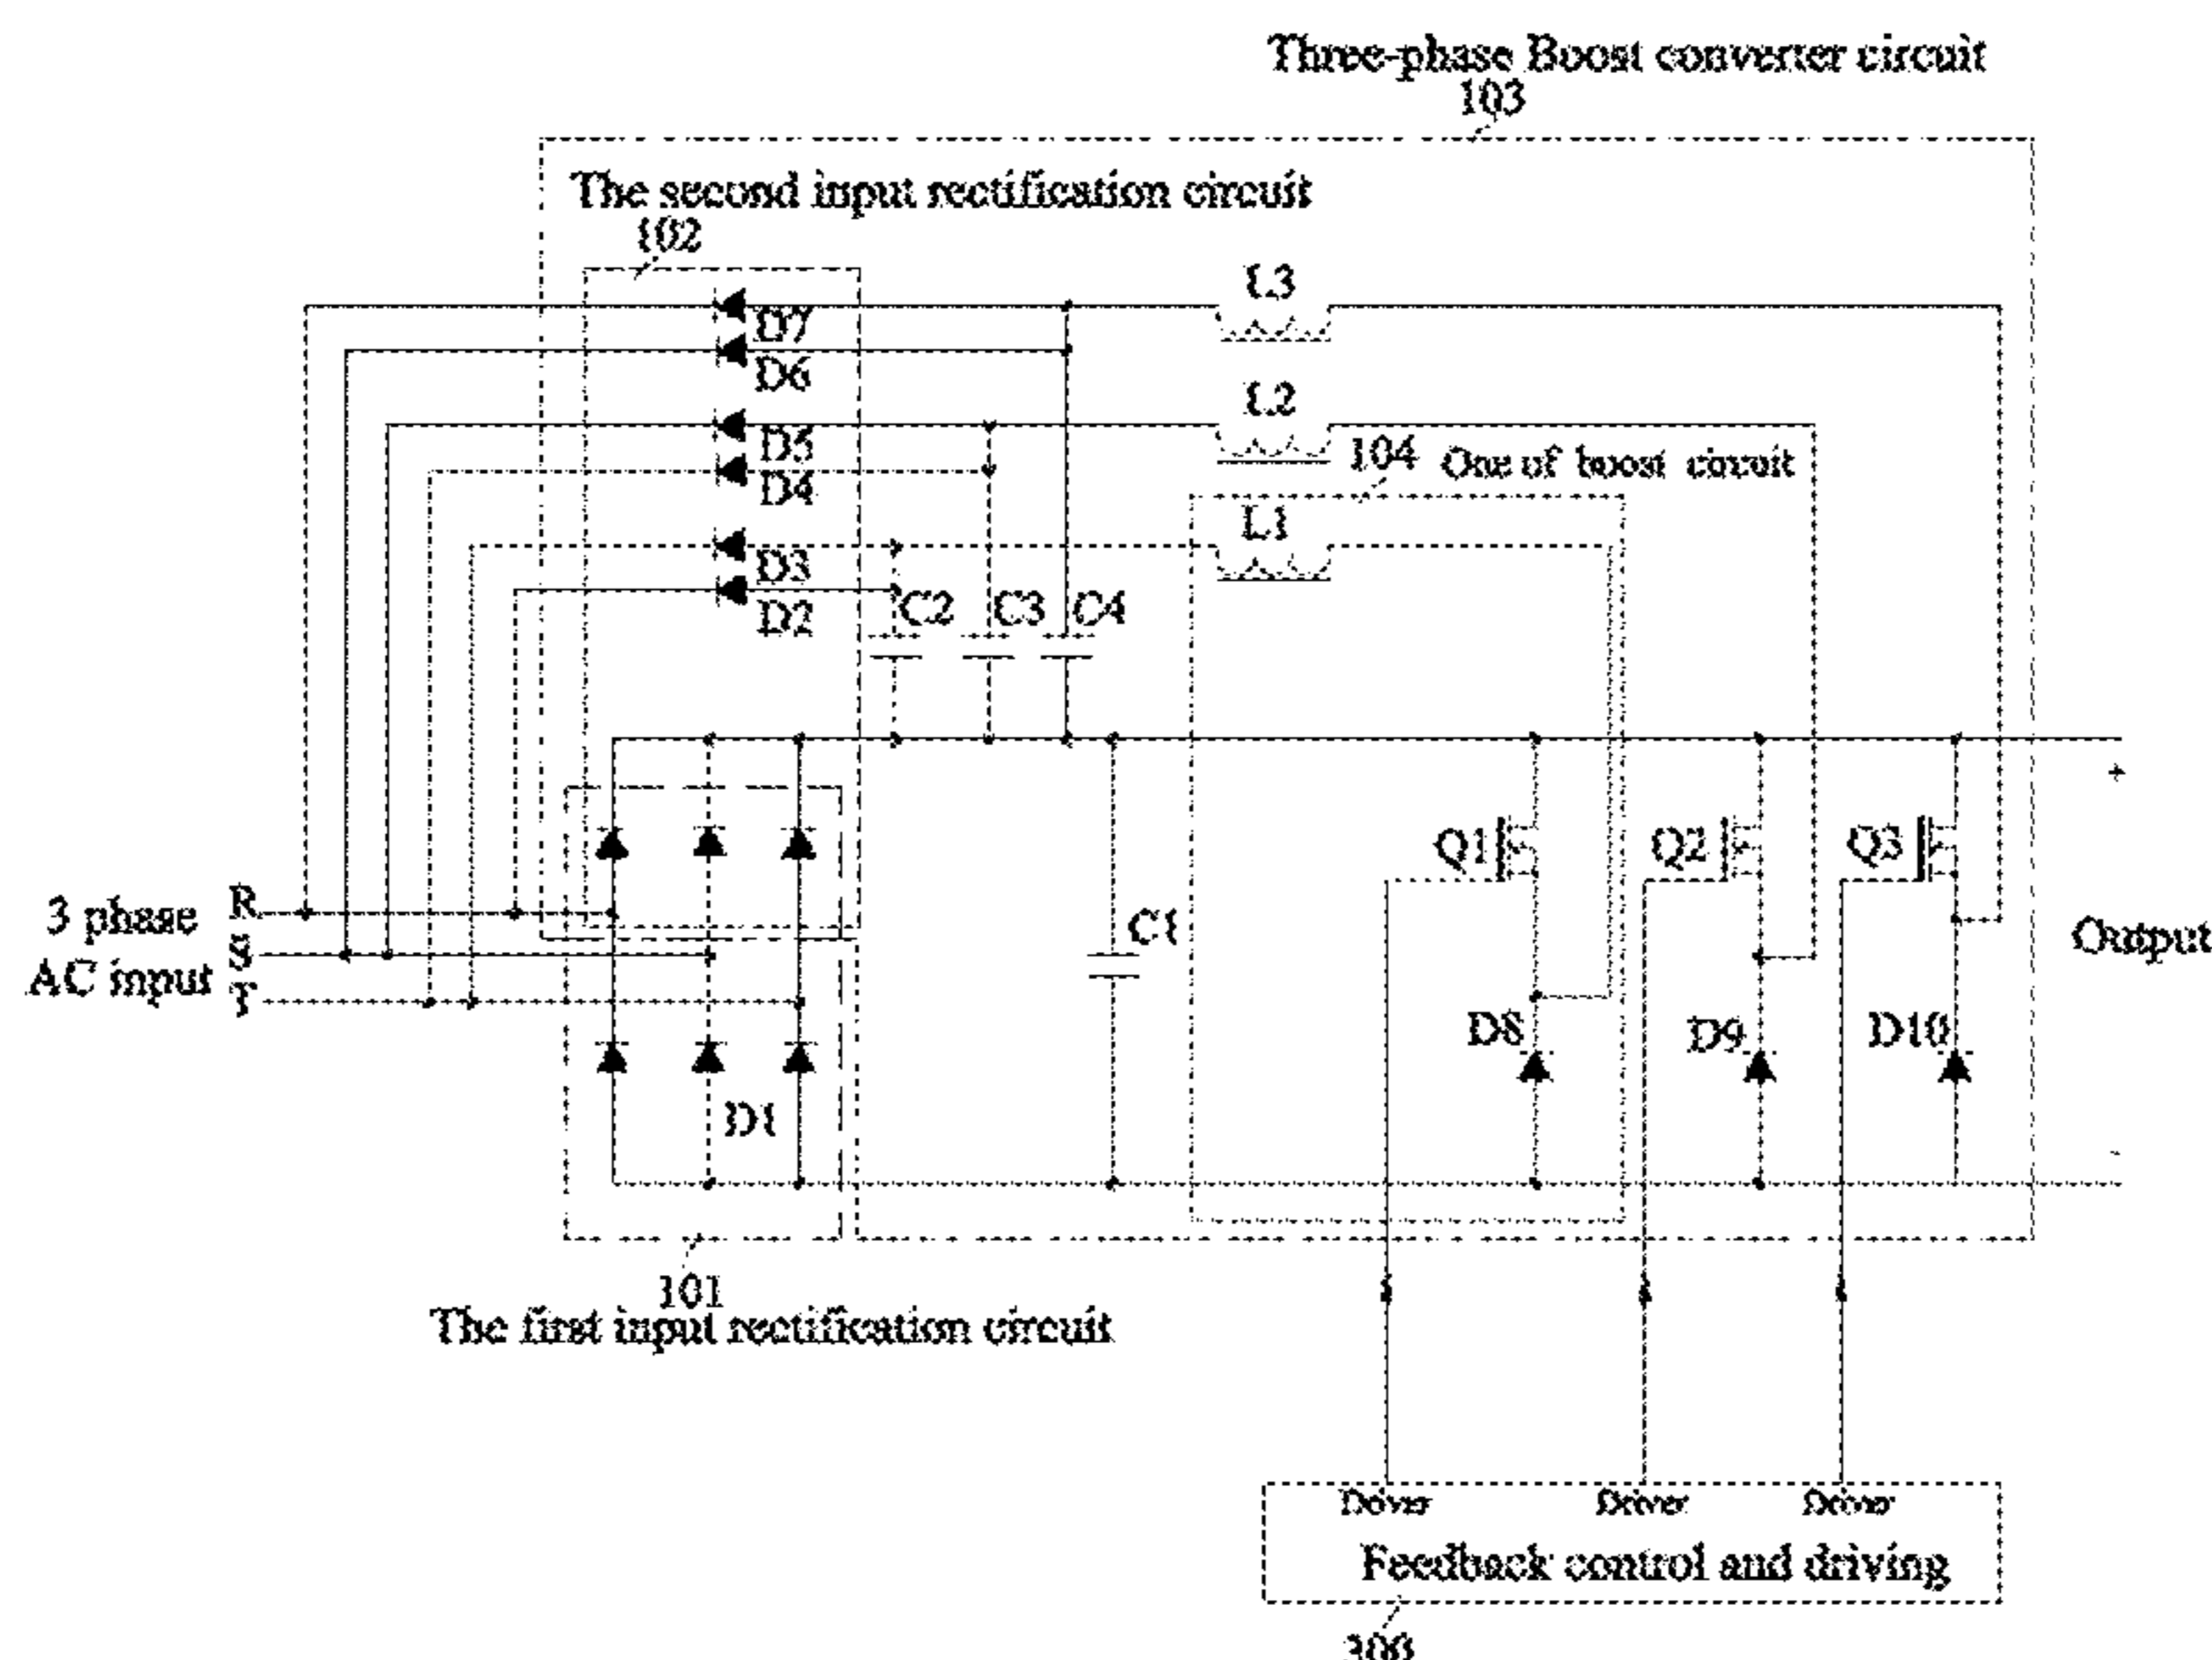 Three-phase Boost converter circuit
103
The second input rectification circuit
102
L3
D7
D6
L2
D5
D4
104 One of boost circuit
L1
D3
D2
C2 C3 C4
+
Q1 Q2 Q3
3 phase
AC input
R
S
T
C1
Output
D8 D9 D10
D1
-
101
The first input rectification circuit
Driver Driver Driver
Feedback control and driving